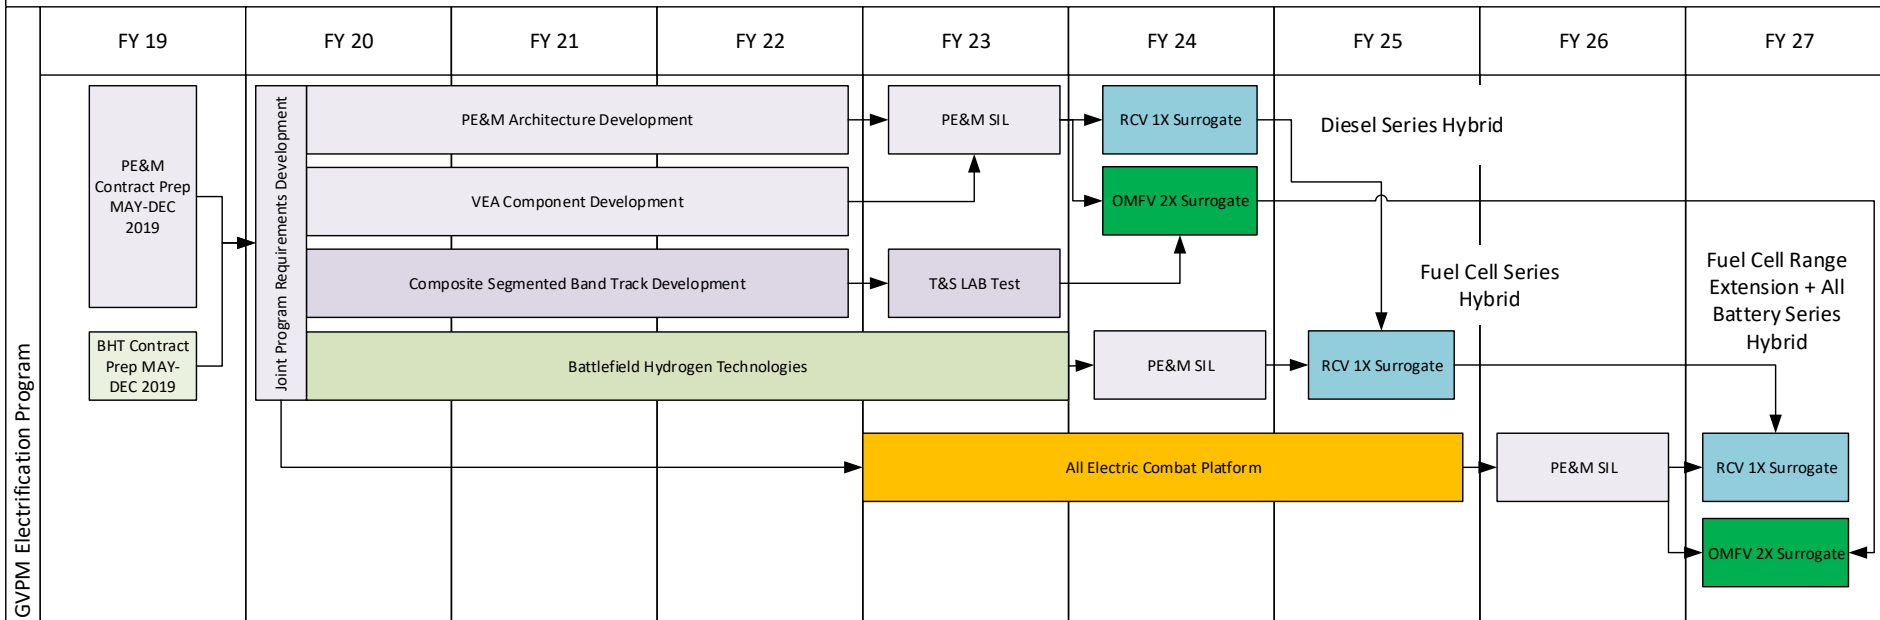 GVPM Electrification Program
FY 19
FY 20
FY 21
FY 22
FY 23
FY 24
FY 25
FY 26
FY 27
PE&M
Contract Prep
MAY-DEC
2019
BHT Contract
Prep MAY-
DEC 2019
Joint Program Requirements Development
PE&M Architecture Development
VEA Component Development
Composite Segmented Band Track Development
Battlefield Hydrogen Technologies
PE&M SIL
T&S LAB Test
All Electric Combat Platform
RCV 1X Surrogate
OMFV 2X Surrogate
PE&M SIL
Diesel Series Hybrid
Fuel Cell Series
Hybrid
RCV 1X Surrogate
PE&M SIL
Fuel Cell Range
Extension + All
Battery Series
Hybrid
RCV 1X Surrogate
OMFV 2X Surrogate